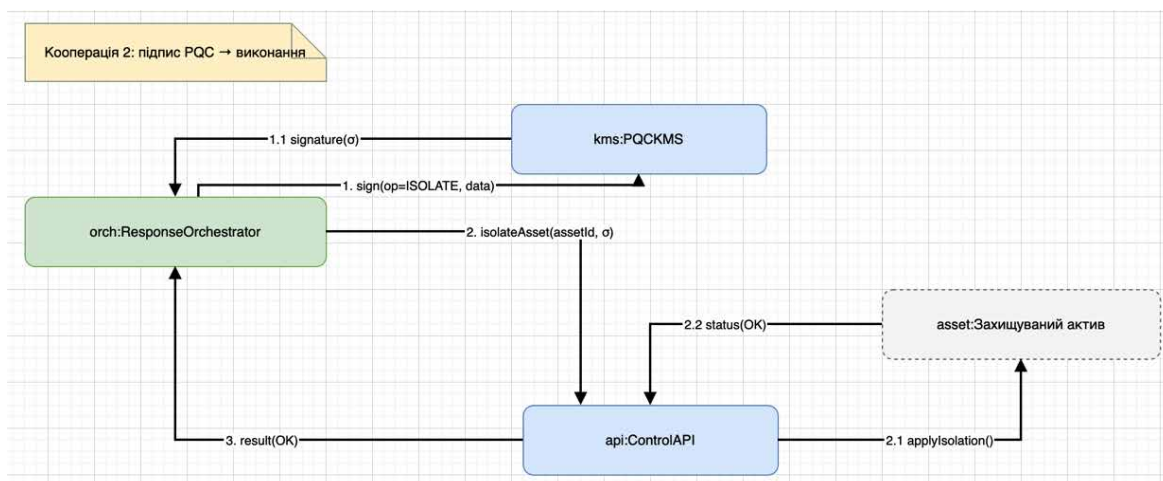 Кооперація 2: підпис PQC → виконання
kms:PQCKMS
1.1 signature(σ)
1. sign(op=ISOLATE, data)
orch:ResponseOrchestrator
2. isolateAsset(assetId, σ)
asset:Захищуваний актив
2.2 status(OK)
api:ControlAPI
3. result(OK)
2.1 applyIsolation()